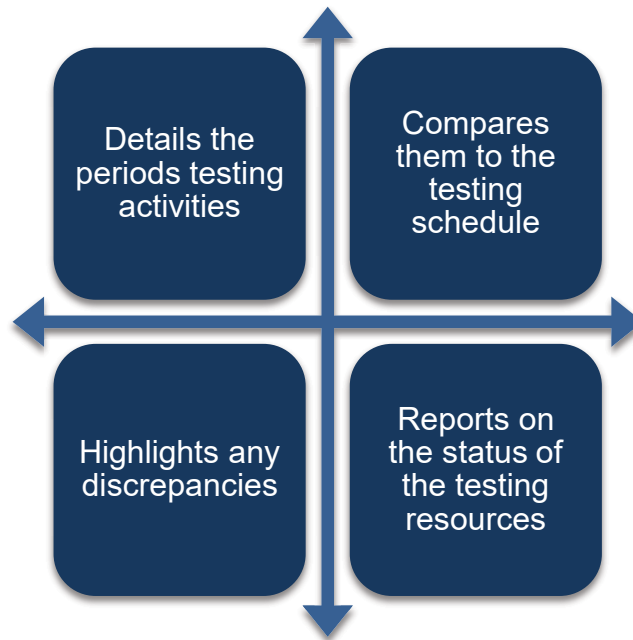 Details the
periods testing
activities
Compares
them to the
testing
schedule
Highlights any
discrepancies
Reports on
the status of
the testing
resources